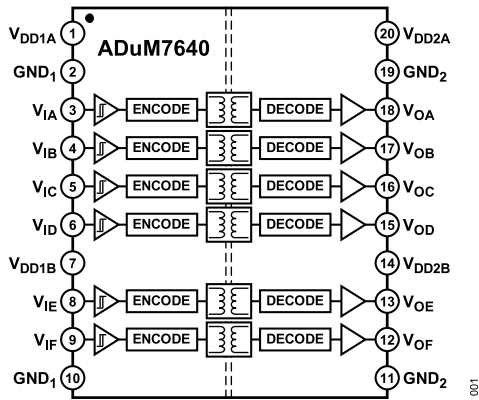 ADuM7640
VDD1A 1 20 VDD2A
GND1 2 19 GND2
VIA 3 ENCODE DECODE 18 VOA
VIB 4 ENCODE DECODE 17 VOB
VIC 5 ENCODE DECODE 16 VOC
VID 6 ENCODE DECODE 15 VOD
VDD1B 7 14 VDD2B
VIE 8 ENCODE DECODE 13 VOE
VIF 9 ENCODE DECODE 12 VOF
GND1 10 11 GND2
001